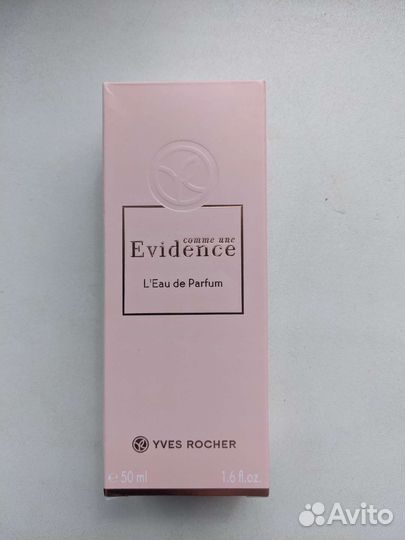 comme une
Evidence
L'Eau de Parfum
YVES ROCHER
e 50 ml 1.6 fl.oz.
Avito